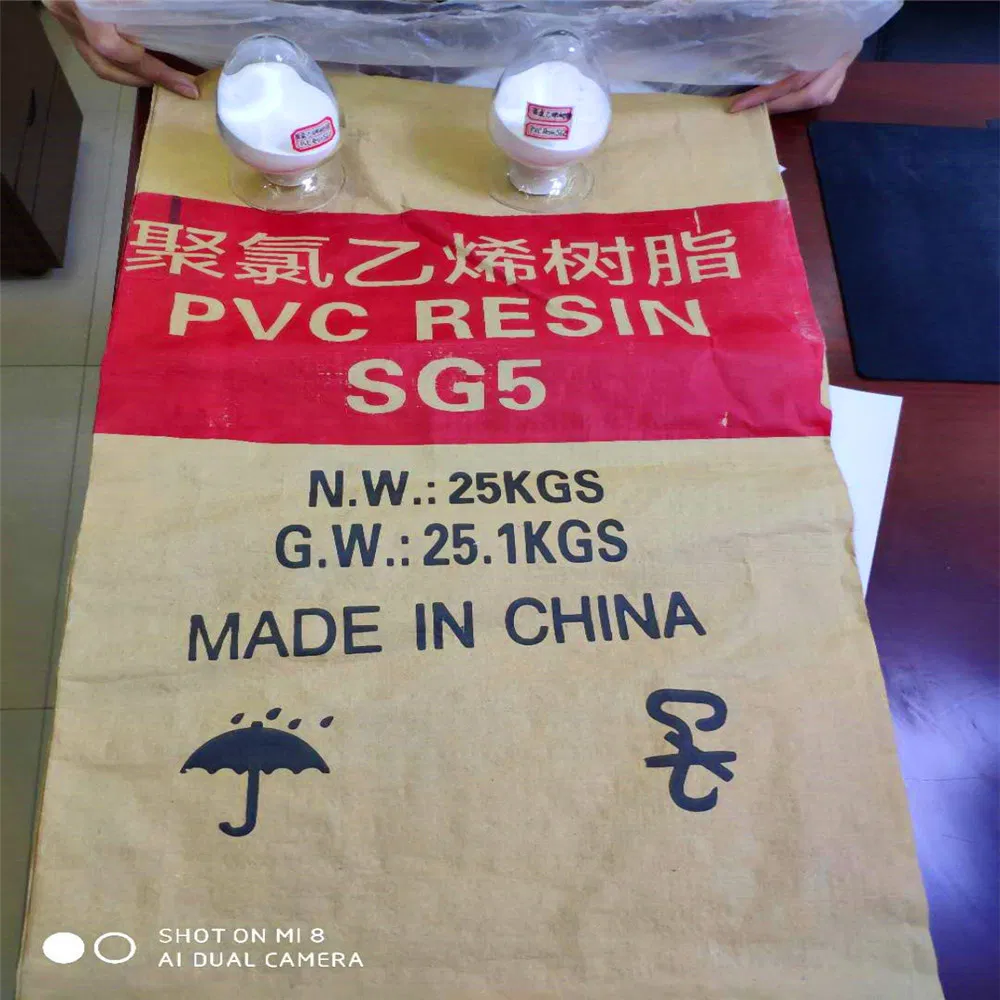 聚氯乙烯树脂
PVC RESIN
SG5
N.W.: 25KGS
G.W.: 25.1KGS
MADE IN CHINA
SHOT ON MI 8
AI DUAL CAMERA